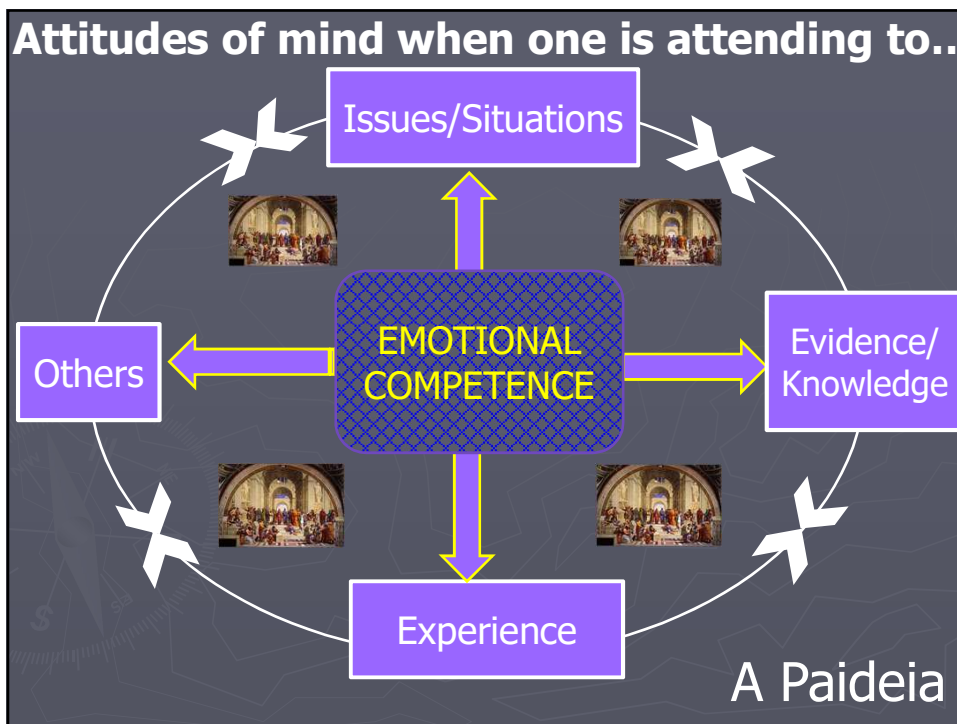 Attitudes of mind when one is attending to..
Issues/Situations
Others
EMOTIONAL
COMPETENCE
Evidence/
Knowledge
Experience
A Paideia